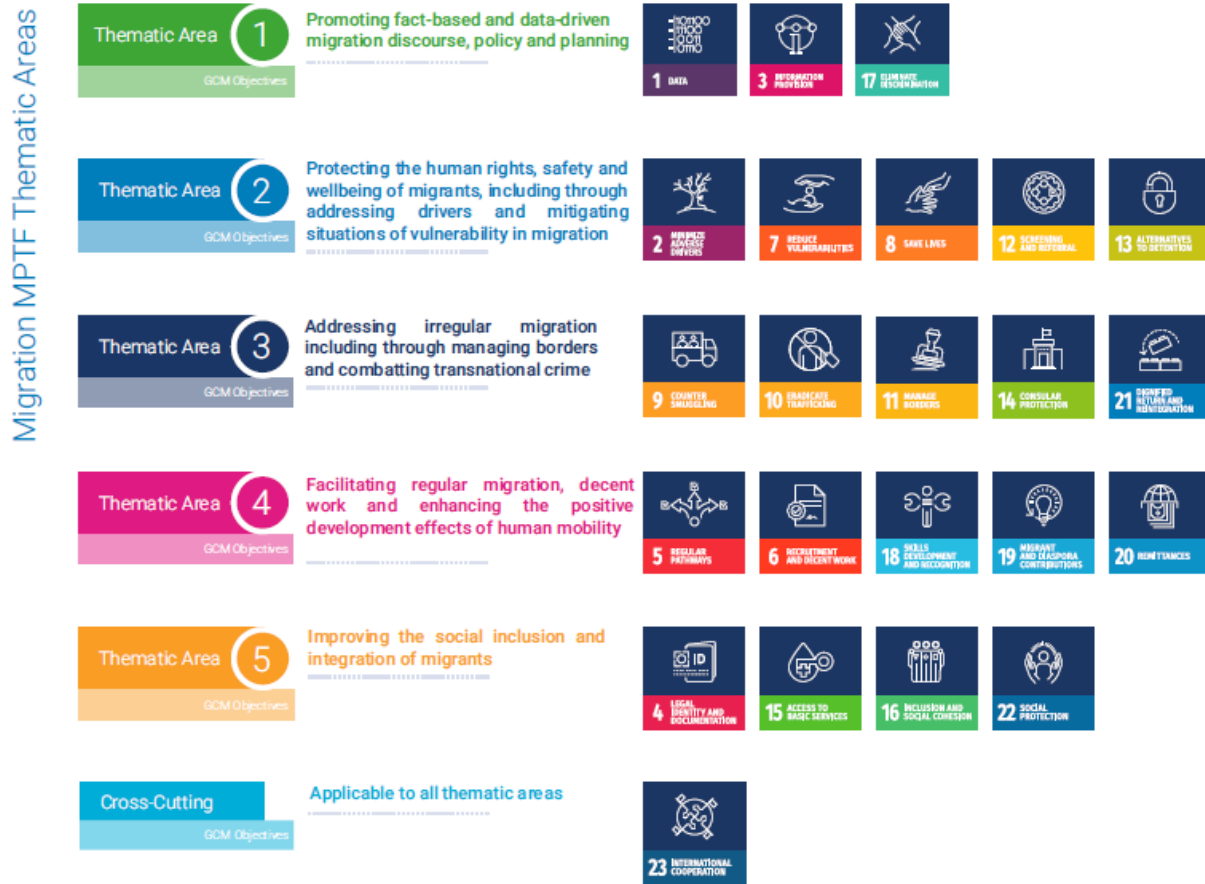 Migration MPTF Thematic Areas
Thematic Area 1
GCM Objectives
Promoting fact-based and data-driven
migration discourse, policy and planning
1 DATA
3 INFORMATION
PROVISION
17 ELIMINATE
DISCRIMINATION
Thematic Area 2
GCM Objectives
Protecting the human rights, safety and
wellbeing of migrants, including through
addressing drivers and mitigating
situations of vulnerability in migration
2 MINIMIZE
ADVERSE
DRIVERS
7 REDUCE
VULNERABILITIES
8 SAVE LIVES
12 SCREENING
AND REFERRAL
13 ALTERNATIVES
TO DETENTION
Thematic Area 3
GCM Objectives
Addressing irregular migration
including through managing borders
and combatting transnational crime
9 COUNTER
SMUGGLING
10 ERADICATE
TRAFFICKING
11 MANAGE
BORDERS
14 CONSULAR
PROTECTION
21 DIGNIFIED
RETURN AND
REINTEGRATION
Thematic Area 4
GCM Objectives
Facilitating regular migration, decent
work and enhancing the positive
development effects of human mobility
5 REGULAR
PATHWAYS
6 RECRUITMENT
AND DECENT WORK
18 SKILLS
DEVELOPMENT
AND RECOGNITION
19 MIGRANT
AND DIASPORA
CONTRIBUTIONS
20 REMITTANCES
Thematic Area 5
GCM Objectives
Improving the social inclusion and
integration of migrants
ID
4 LEGAL
IDENTITY AND
DOCUMENTATION
15 ACCESS TO
BASIC SERVICES
16 INCLUSION AND
SOCIAL COHESION
22 SOCIAL
PROTECTION
Cross-Cutting
GCM Objectives
Applicable to all thematic areas
23 INTERNATIONAL
COOPERATION